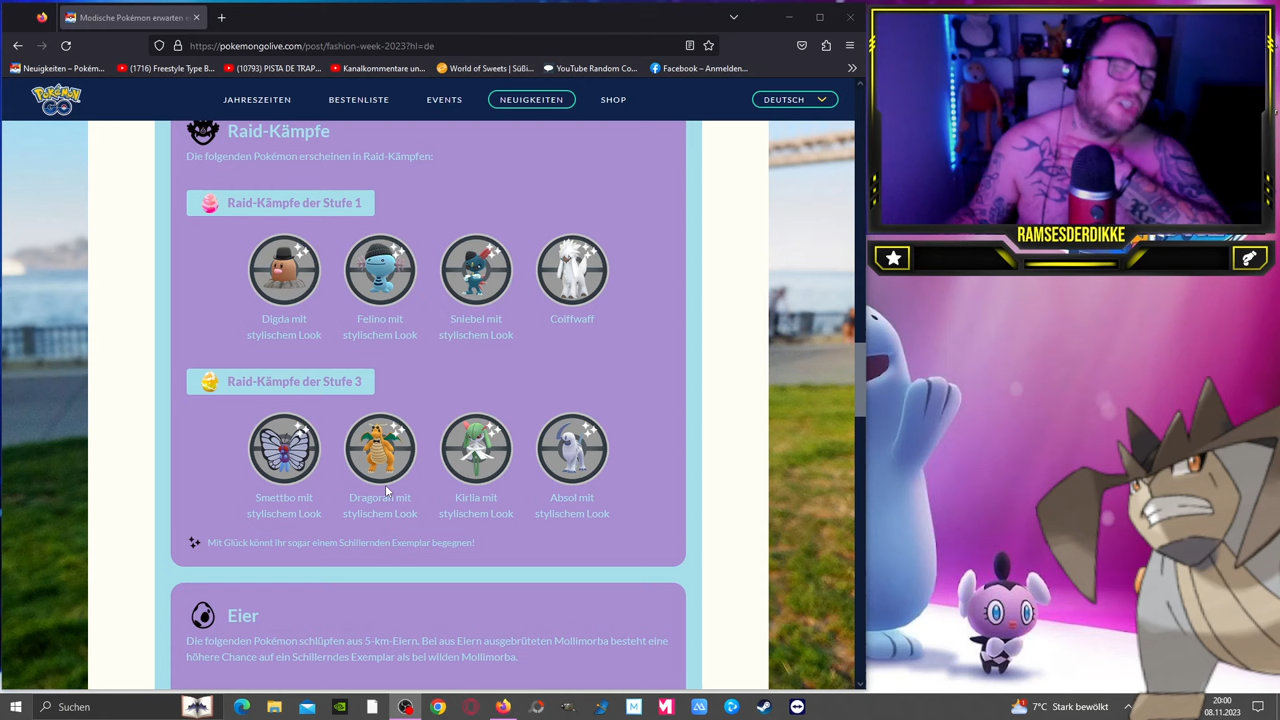 Modische Pokémon erwarten
https://pokemongolive.com/post/fashion-week-2023?hl=de
Neuigkeiten – Pokém...
(1716) Freestyle Type B...
(10793) PISTA DE TRAP...
Kanalkommentare un...
World of Sweets | Süßi...
YouTube Random Co...
Facebook – Anmelden...
Pokémon GO
JAHRESZEITEN
BESTENLISTE
EVENTS
NEUIGKEITEN
SHOP
DEUTSCH
Raid-Kämpfe
Die folgenden Pokémon erscheinen in Raid-Kämpfen:
Raid-Kämpfe der Stufe 1
Digda mit
stylischem Look
Felino mit
stylischem Look
Sniebel mit
stylischem Look
Coiffwaff
Raid-Kämpfe der Stufe 3
Smettbo mit
stylischem Look
Dragoran mit
stylischem Look
Kirlia mit
stylischem Look
Absol mit
stylischem Look
Mit Glück könnt ihr sogar einem Schillernden Exemplar begegnen!
Eier
Die folgenden Pokémon schlüpfen aus 5-km-Eiern. Bei aus Eiern ausgebrüteten Mollimorba besteht eine
höhere Chance auf ein Schillerndes Exemplar als bei wilden Mollimorba.
RAMSESDERDIKKE
Suchen
7°C Stark bewölkt
20:00
08.11.2023